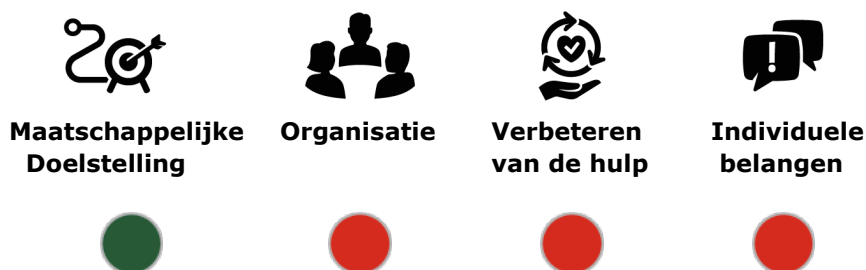 Maatschappelijke Doelstelling
Organisatie
Verbeteren van de hulp
Individuele belangen
!